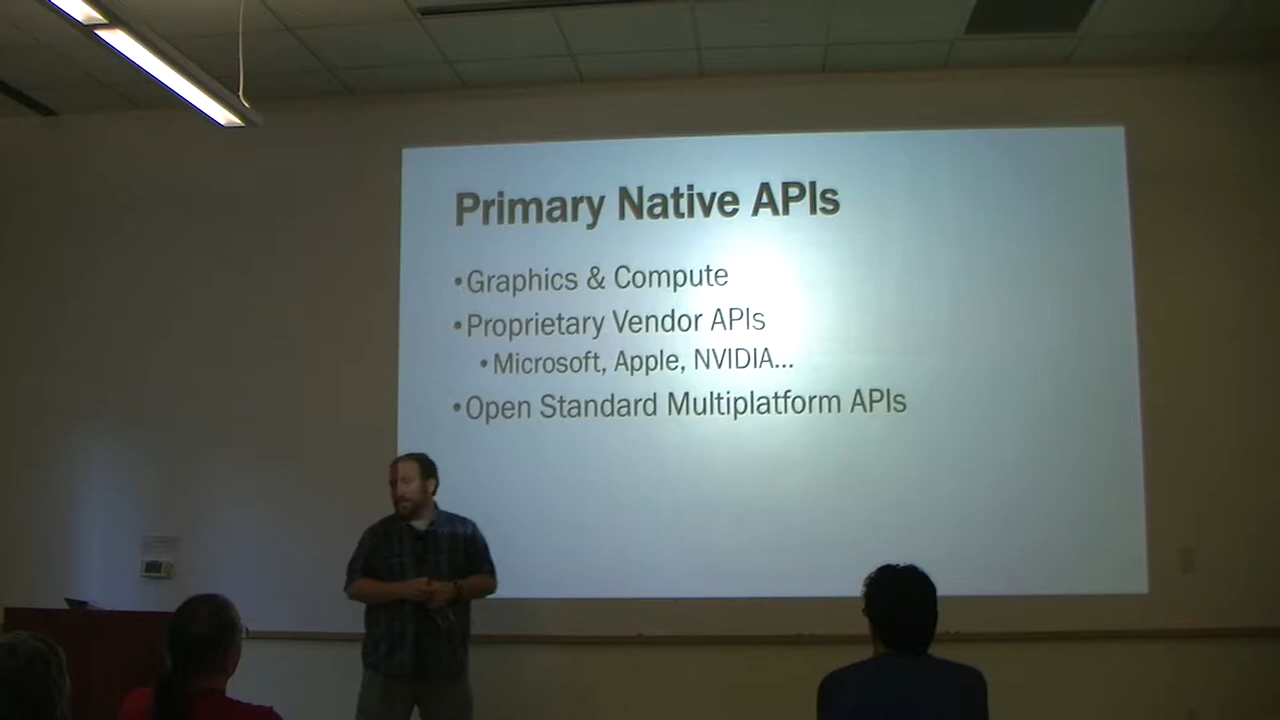 Primary Native APIs
•Graphics & Compute
•Proprietary Vendor APIs
•Microsoft, Apple, NVIDIA...
•Open Standard Multiplatform APIs